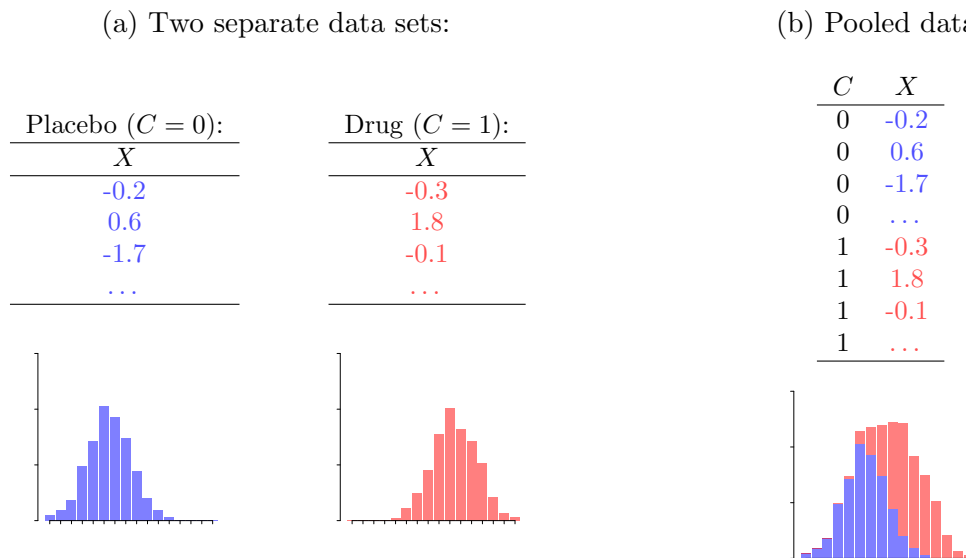 (a) Two separate data sets:
Placebo (C = 0):
X
-0.2
0.6
-1.7
...
Drug (C = 1):
X
-0.3
1.8
-0.1
...
(b) Pooled data
C X
0 -0.2
0 0.6
0 -1.7
0 ...
1 -0.3
1 1.8
1 -0.1
1 ...